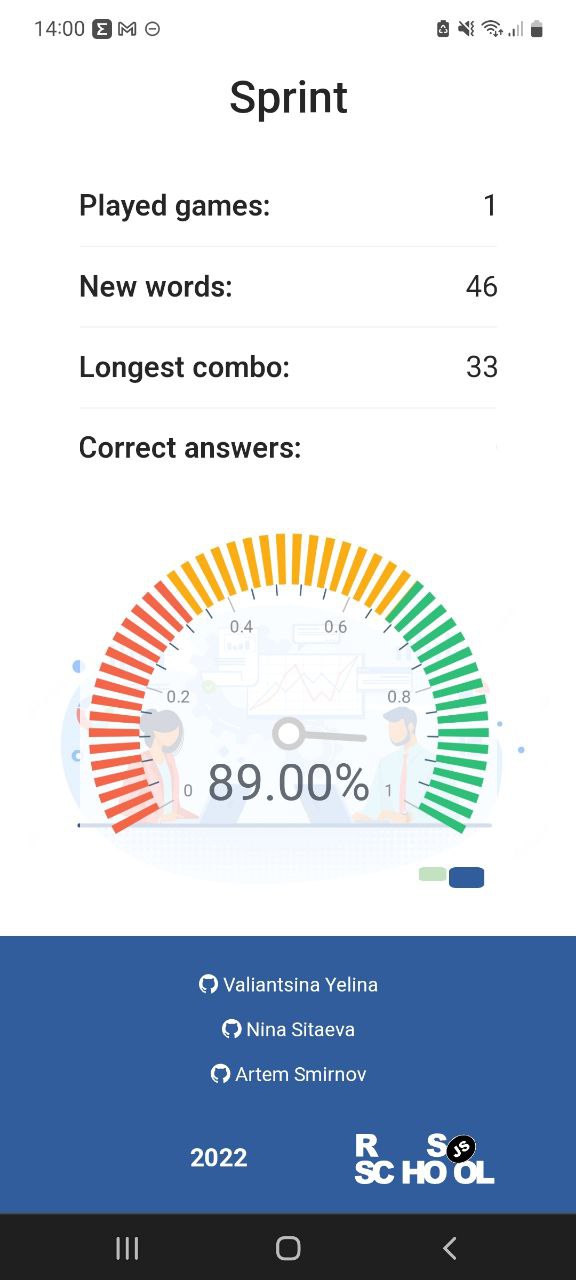 14:00
Sprint
Played games: 1
New words: 46
Longest combo: 33
Correct answers:
0.4 0.6
0.2 0.8
0 89.00% 1
Valiantsina Yelina
Nina Sitaeva
Artem Smirnov
2022
R S
SCHOOL
JS